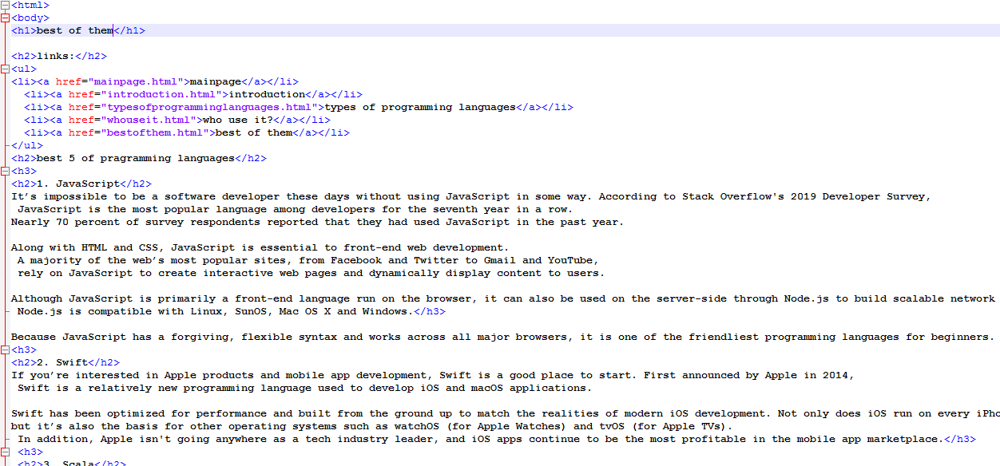 <html>
<body>
<h1>best of them</h1>
<h2>links:</h2>
<ul>
<li><a href="mainpage.html">mainpage</a></li>
<li><a href="introduction.html">introduction</a></li>
<li><a href="typesofprogramminglanguages.html">types of programming languages</a></li>
<li><a href="whouseit.html">who use it?</a></li>
<li><a href="bestofthem.html">best of them</a></li>
</ul>
<h2>best 5 of pragramming languages</h2>
<h3>
<h2>1. JavaScript</h2>
It’s impossible to be a software developer these days without using JavaScript in some way. According to Stack Overflow's 2019 Developer Survey,
JavaScript is the most popular language among developers for the seventh year in a row.
Nearly 70 percent of survey respondents reported that they had used JavaScript in the past year.
Along with HTML and CSS, JavaScript is essential to front-end web development.
A majority of the web’s most popular sites, from Facebook and Twitter to Gmail and YouTube,
rely on JavaScript to create interactive web pages and dynamically display content to users.
Although JavaScript is primarily a front-end language run on the browser, it can also be used on the server-side through Node.js to build scalable network
Node.js is compatible with Linux, SunOS, Mac OS X and Windows.</h3>
Because JavaScript has a forgiving, flexible syntax and works across all major browsers, it is one of the friendliest programming languages for beginners.
<h3>
<h2>2. Swift</h2>
If you’re interested in Apple products and mobile app development, Swift is a good place to start. First announced by Apple in 2014,
Swift is a relatively new programming language used to develop iOS and macOS applications.
Swift has been optimized for performance and built from the ground up to match the realities of modern iOS development. Not only does iOS run on every
but it’s also the basis for other operating systems such as watchOS (for Apple Watches) and tvOS (for Apple TVs).
In addition, Apple isn't going anywhere as a tech industry leader, and iOS apps continue to be the most profitable in the mobile app marketplace.</h3>
<h3>
<h2>3. Scala</h2>